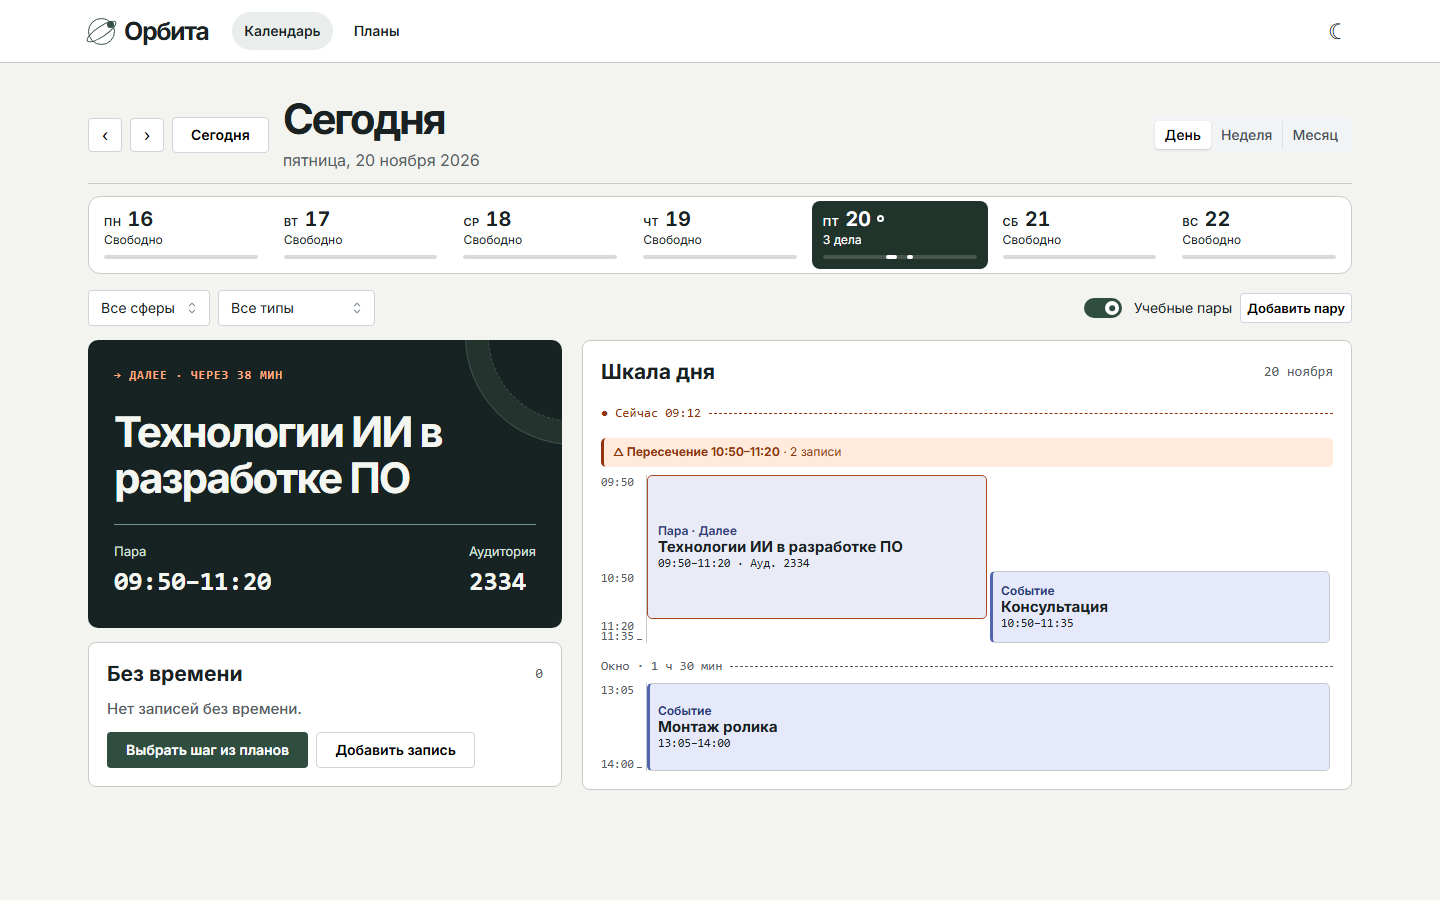 Орбита
Календарь
Планы
‹
›
Сегодня
Сегодня
пятница, 20 ноября 2026
День
Неделя
Месяц
ПН 16
Свободно
ВТ 17
Свободно
СР 18
Свободно
ЧТ 19
Свободно
ПТ 20
3 дела
СБ 21
Свободно
ВС 22
Свободно
Все сферы
Все типы
Учебные пары
Добавить пару
→ ДАЛЕЕ · ЧЕРЕЗ 38 МИН
Технологии ИИ в
разработке ПО
Пара
09:50–11:20
Аудитория
2334
Без времени
0
Нет записей без времени.
Выбрать шаг из планов
Добавить запись
Шкала дня
20 ноября
● Сейчас 09:12
△ Пересечение 10:50–11:20 · 2 записи
09:50
Пара · Далее
Технологии ИИ в разработке ПО
09:50–11:20 · Ауд. 2334
10:50
Событие
Консультация
10:50–11:35
11:20
11:35
Окно · 1 ч 30 мин
13:05
Событие
Монтаж ролика
13:05–14:00
14:00